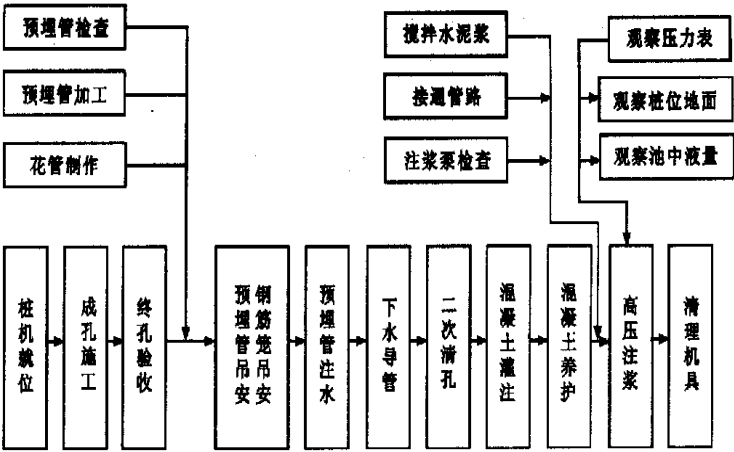 预埋管检查
预埋管加工
花管制作
搅拌水泥浆
接通管路
注浆泵检查
观察压力表
观察桩位地面
观察池中液量
桩机就位
成孔施工
终孔验收
钢筋笼吊安
预埋管吊安
预埋管注水
下水导管
二次清孔
混凝土灌注
混凝土养护
高压注浆
清理机具